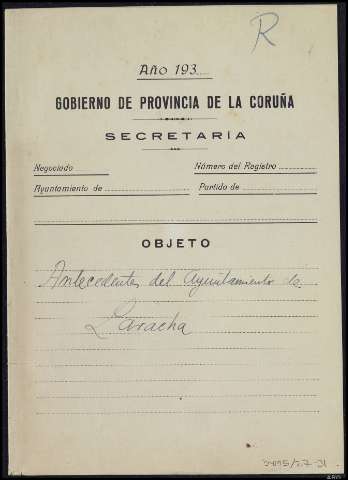 R
Año 193
GOBIERNO DE PROVINCIA DE LA CORUÑA
SECRETARIA
Negociado Número del Registro
Ayuntamiento de Partido de
OBJETO
Antecedentes del Ayuntamiento de
Laracha